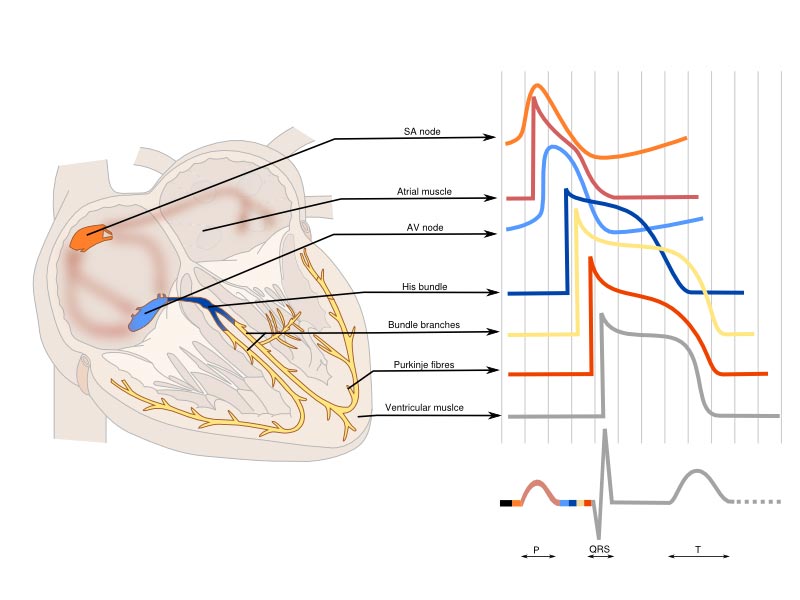 SA node
Atrial muscle
AV node
His bundle
Bundle branches
Purkinje fibres
Ventricular muslce
P
QRS
T